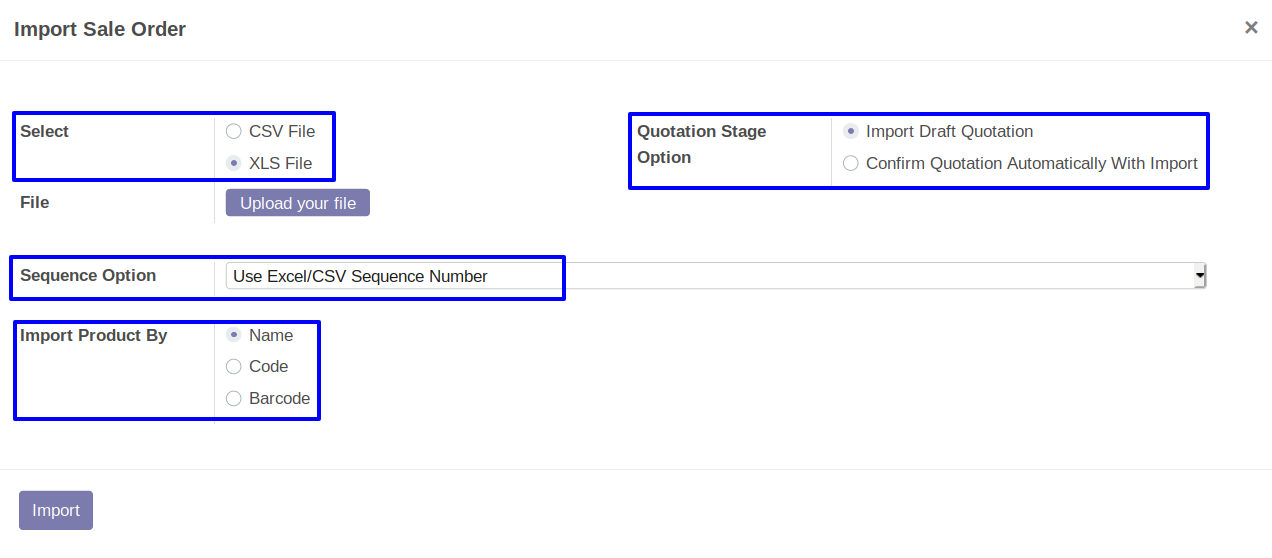 Import Sale Order
×
Select
CSV File
XLS File
File
Upload your file
Quotation Stage
Option
Import Draft Quotation
Confirm Quotation Automatically With Import
Sequence Option
Use Excel/CSV Sequence Number
Import Product By
Name
Code
Barcode
Import